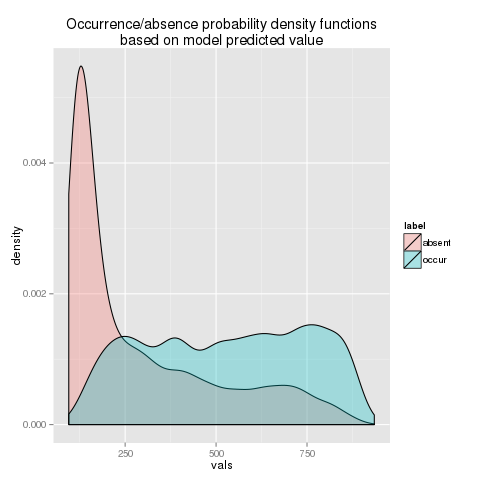 Occurrence/absence probability density functions
based on model predicted value
density
0.004
0.002
0.000
250
500
750
vals
label
absent
occur